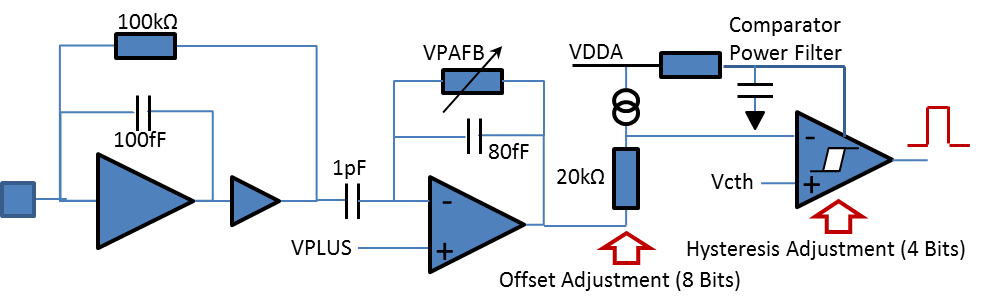 100kΩ
100fF
1pF
VPAFB
80fF
-
+
VPLUS
VDDA
20kΩ
Offset Adjustment (8 Bits)
Comparator
Power Filter
-
+
Vcth
Hysteresis Adjustment (4 Bits)